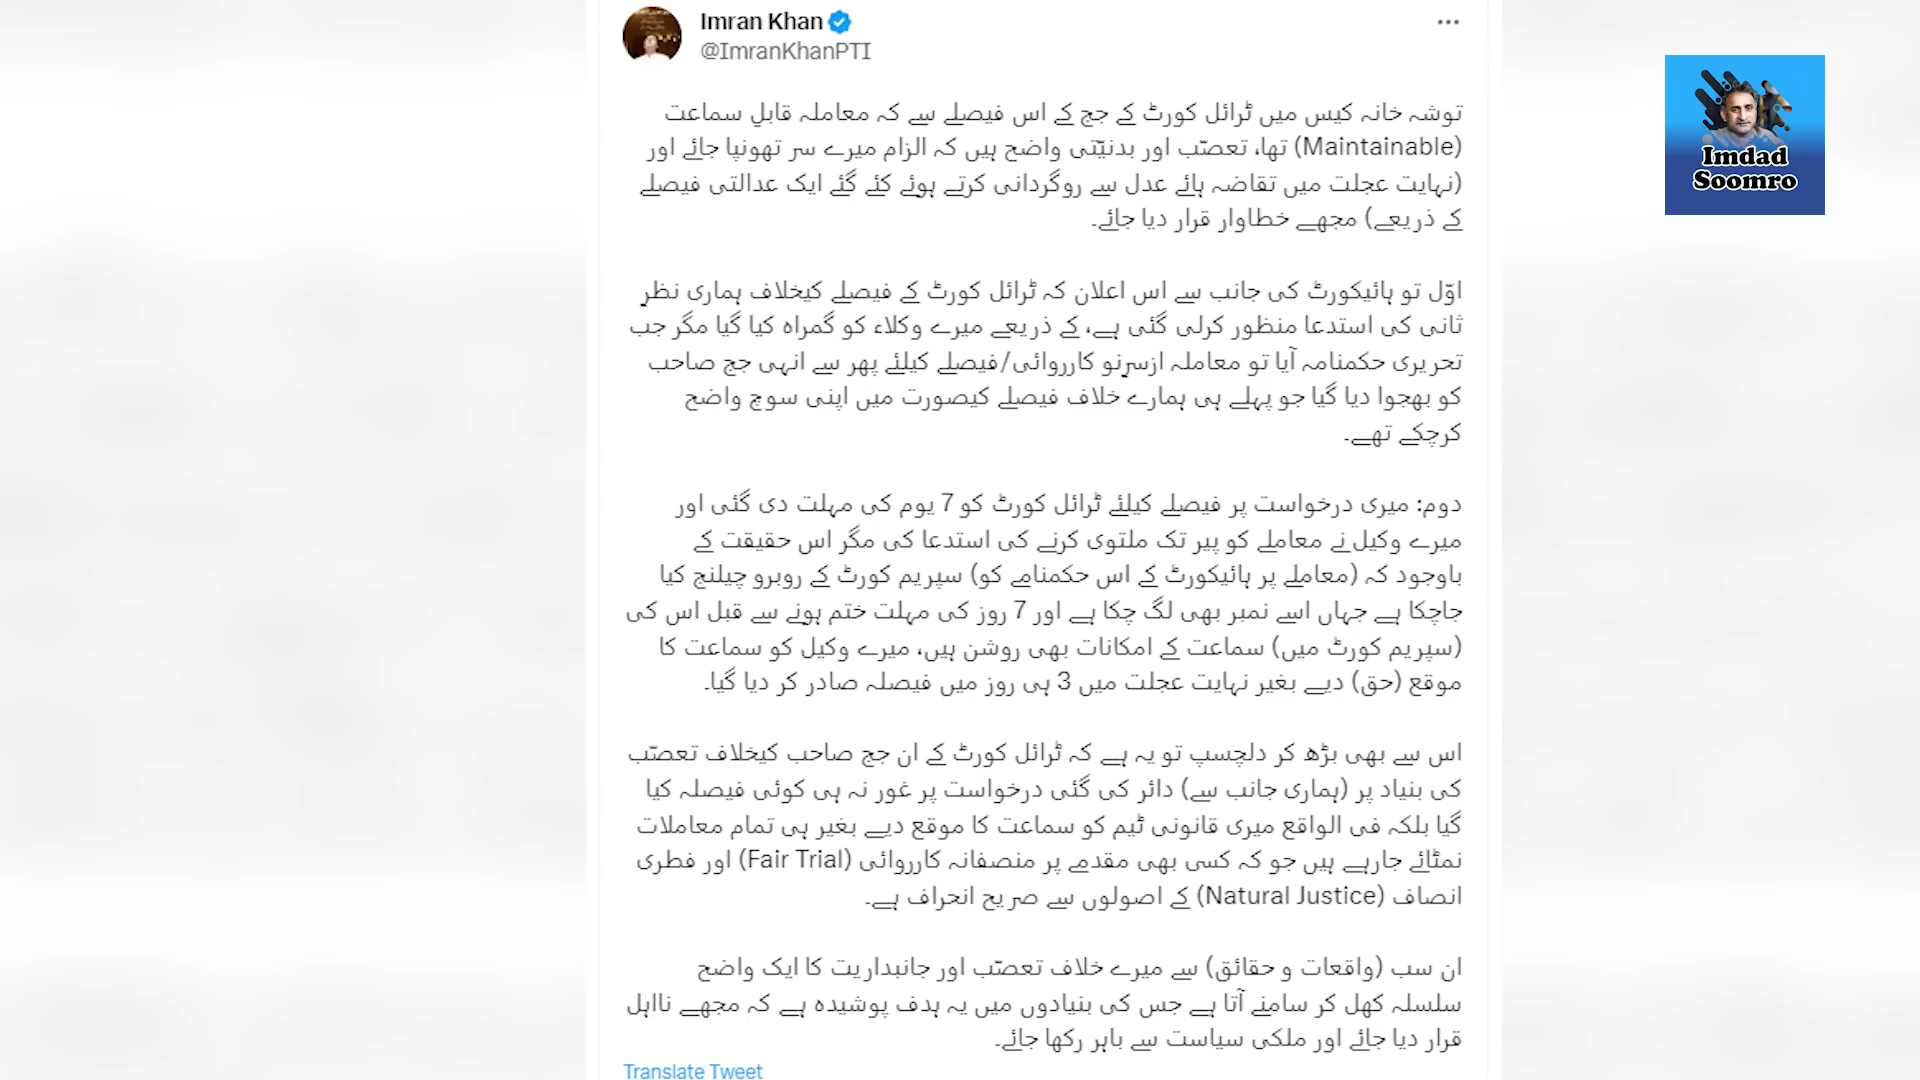 Imran Khan
@ImranKhanPTI
توشہ خانہ کیس میں ٹرائل کورٹ کے جج کے اس فیصلے سے کہ معاملہ قابلِ سماعت
(Maintainable) تھا، تعصّب اور بدنیّتی واضح ہیں کہ الزام میرے سر تھونپا جائے اور
(نہایت عجلت میں تقاضہ ہائے عدل سے روگردانی کرتے ہوئے کئے گئے ایک عدالتی فیصلے
کے ذریعے) مجھے خطاوار قرار دیا جائے۔
اوّل تو ہائیکورٹ کی جانب سے اس اعلان کہ ٹرائل کورٹ کے فیصلے کیخلاف ہماری نظرِ
ثانی کی استدعا منظور کرلی گئی ہے، کے ذریعے میرے وکلاء کو گمراہ کیا گیا مگر جب
تحریری حکمنامہ آیا تو معاملہ ازسرِنو کارروائی/فیصلے کیلئے پھر سے انہی جج صاحب
کو بھجوا دیا گیا جو پہلے ہی ہمارے خلاف فیصلے کیصورت میں اپنی سوچ واضح
کرچکے تھے۔
دوم: میری درخواست پر فیصلے کیلئے ٹرائل کورٹ کو 7 یوم کی مہلت دی گئی اور
میرے وکیل نے معاملے کو پیر تک ملتوی کرنے کی استدعا کی مگر اس حقیقت کے
باوجود کہ (معاملے پر ہائیکورٹ کے اس حکمنامے کو) سپریم کورٹ کے روبرو چیلنج کیا
جاچکا ہے جہاں اسے نمبر بھی لگ چکا ہے اور 7 روز کی مہلت ختم ہونے سے قبل اس کی
(سپریم کورٹ میں) سماعت کے امکانات بھی روشن ہیں، میرے وکیل کو سماعت کا
موقع (حق) دیے بغیر نہایت عجلت میں 3 ہی روز میں فیصلہ صادر کر دیا گیا۔
اس سے بھی بڑھ کر دلچسپ تو یہ ہے کہ ٹرائل کورٹ کے ان جج صاحب کیخلاف تعصّب
کی بنیاد پر (ہماری جانب سے) دائر کی گئی درخواست پر غور نہ ہی کوئی فیصلہ کیا
گیا بلکہ فی الواقع میری قانونی ٹیم کو سماعت کا موقع دیے بغیر ہی تمام معاملات
نمٹائے جارہے ہیں جو کہ کسی بھی مقدمے پر منصفانہ کارروائی (Fair Trial) اور فطری
انصاف (Natural Justice) کے اصولوں سے صریح انحراف ہے۔
ان سب (واقعات و حقائق) سے میرے خلاف تعصّب اور جانبداریت کا ایک واضح
سلسلہ کھل کر سامنے آتا ہے جس کی بنیادوں میں یہ ہدف پوشیدہ ہے کہ مجھے نااہل
قرار دیا جائے اور ملکی سیاست سے باہر رکھا جائے۔
Translate Tweet
Imdad
Soomro